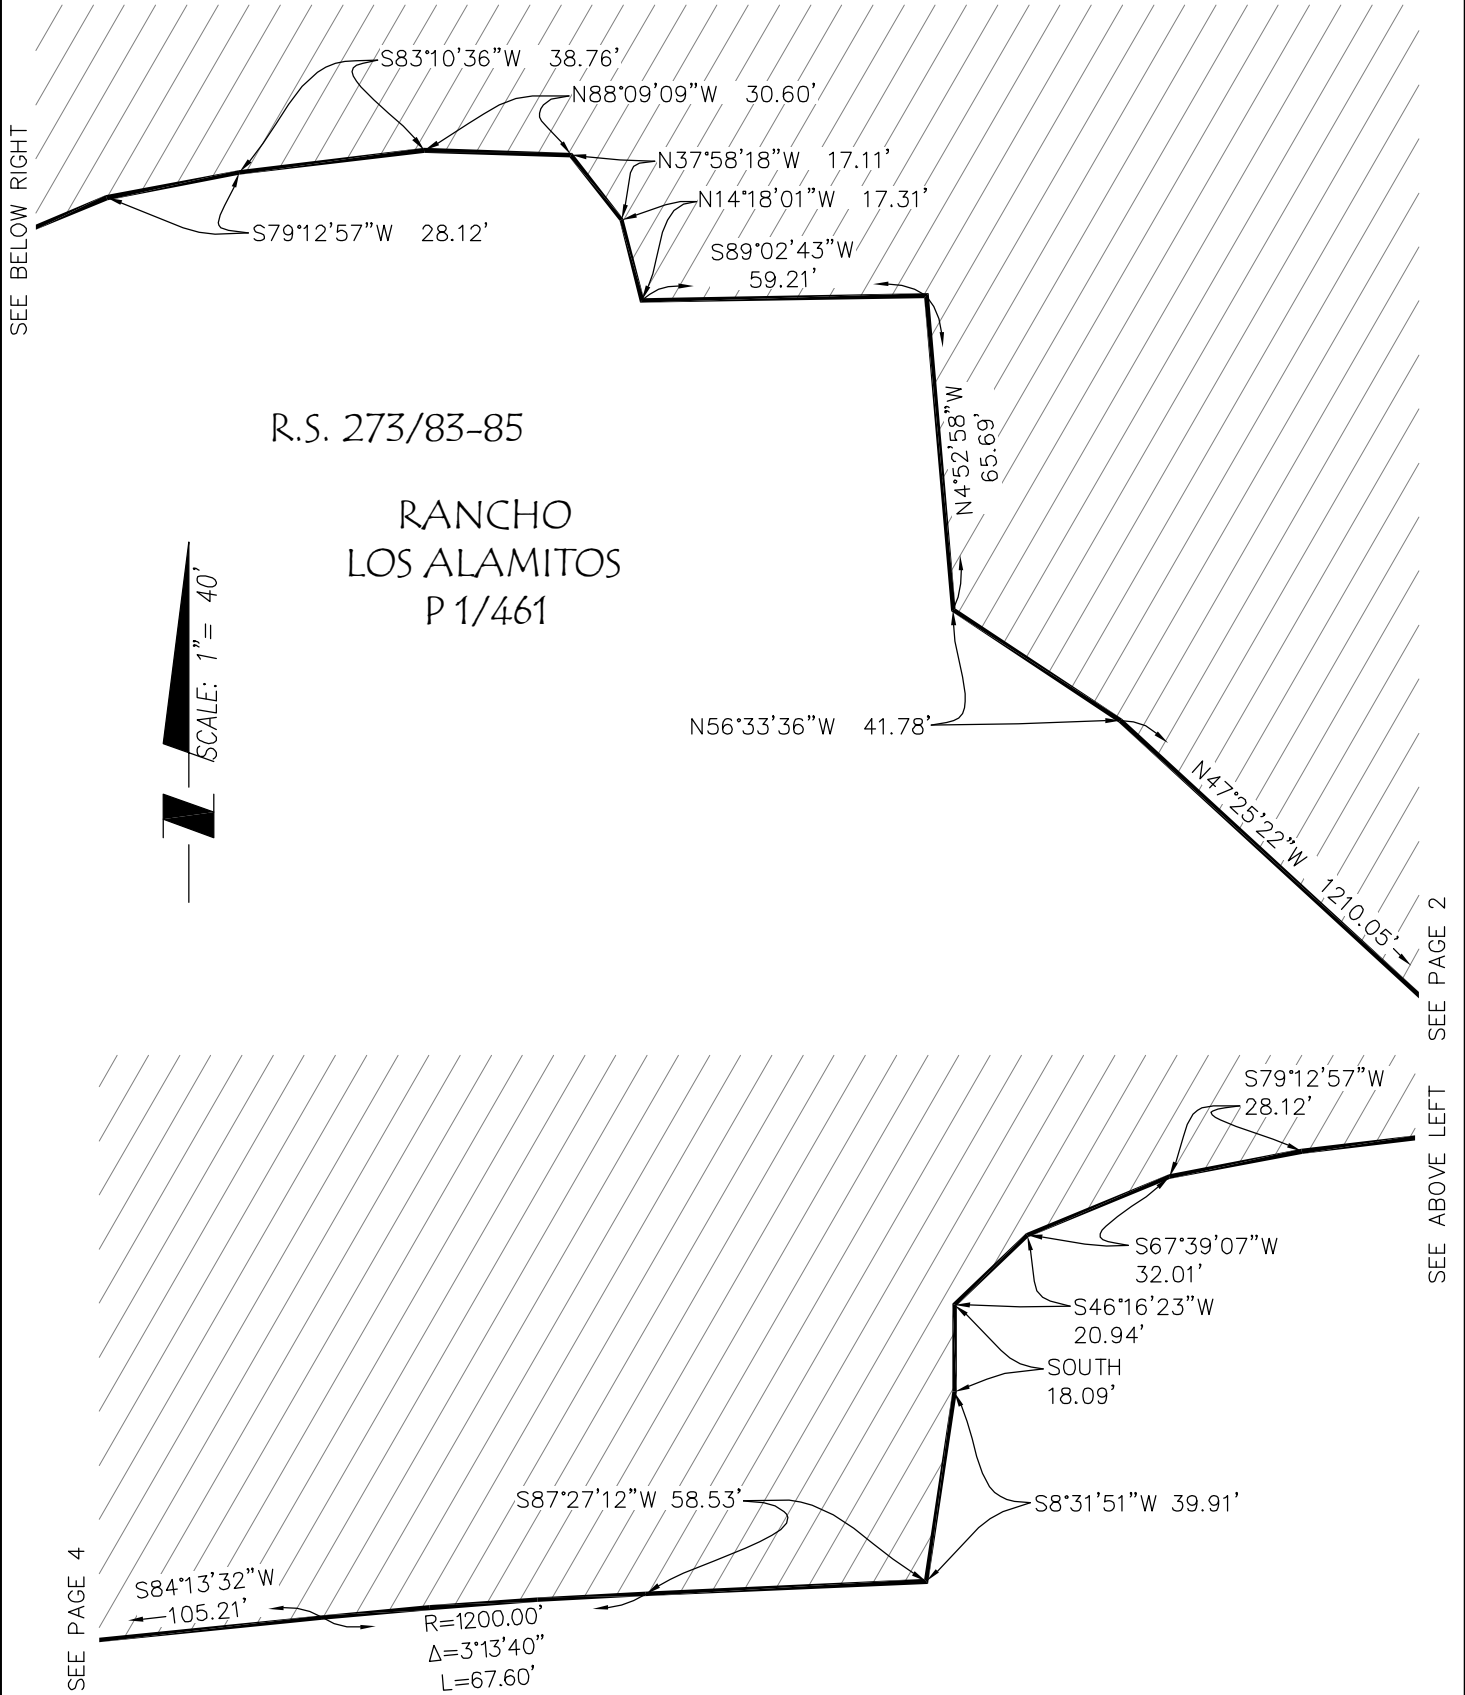 S83°10'36"W 38.76'
N88°09'09"W 30.60'
SEE BELOW RIGHT
N37°58'18"W 17.11'
N14°18'01"W 17.31'
S79°12'57"W 28.12'
S89°02'43"W
59.21'
N4°52'58"W
65.69'
R.S. 273/83-85
RANCHO
LOS ALAMITOS
P 1/461
SCALE: 1"= 40'
N
N56°33'36"W 41.78'
N47°25'22"W 1210.05'
SEE PAGE 2
S79°12'57"W
28.12'
SEE ABOVE LEFT
S67°39'07"W
32.01'
S46°16'23"W
20.94'
SOUTH
18.09'
S87°27'12"W 58.53'
S8°31'51"W 39.91'
SEE PAGE 4
S84°13'32"W
105.21'
R=1200.00'
Δ=3°13'40"
L=67.60'